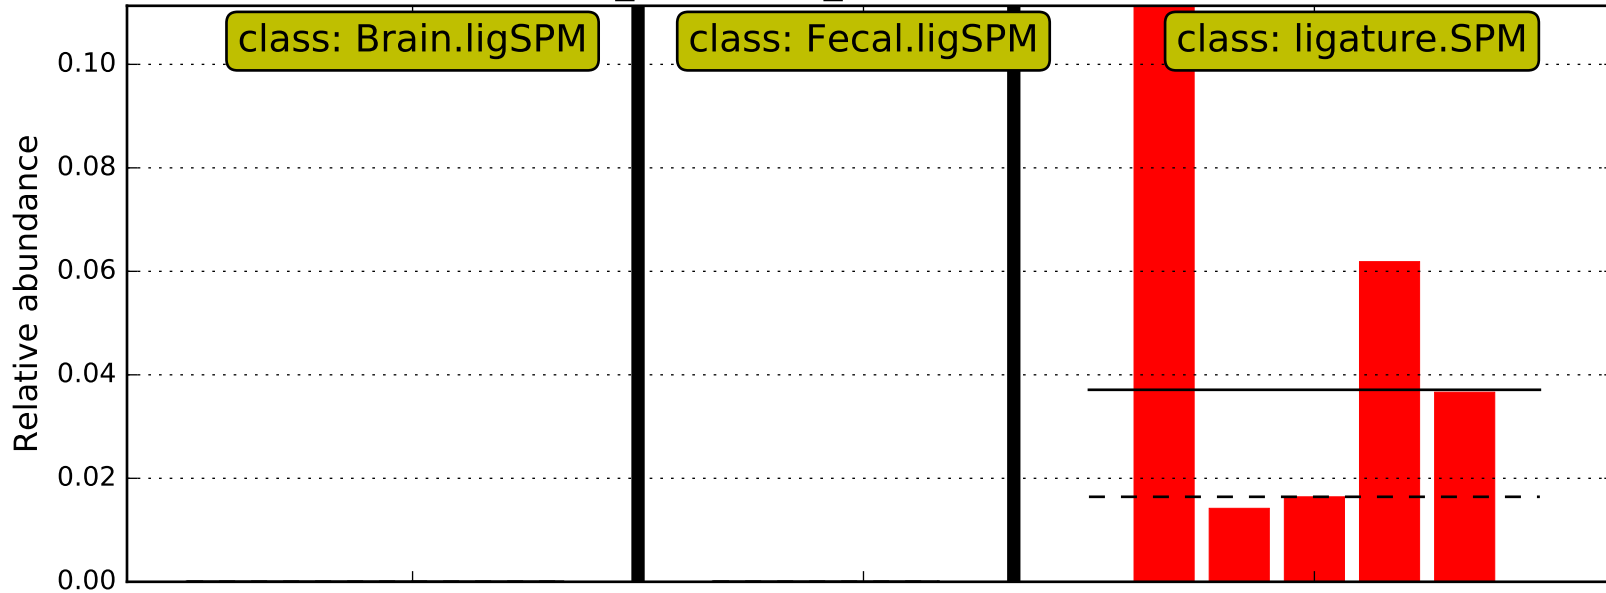 class: Brain.ligSPM
class: Fecal.ligSPM
class: ligature.SPM
Relative abundance
0.10
0.08
0.06
0.04
0.02
0.00